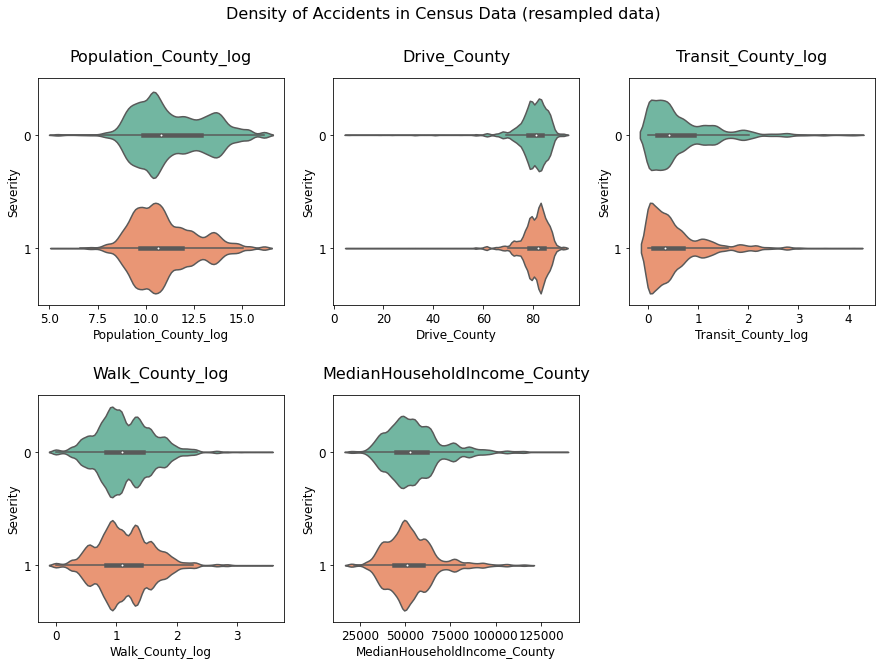 Density of Accidents in Census Data (resampled data)
Population_County_log
Drive_County
Transit_County_log
Severity
0
1
5.0 7.5 10.0 12.5 15.0
Population_County_log
Severity
0
1
0 20 40 60 80
Drive_County
Severity
0
1
0 1 2 3 4
Transit_County_log
Walk_County_log
MedianHouseholdIncome_County
Severity
0
1
0 1 2 3
Walk_County_log
Severity
0
1
25000 50000 75000 100000 125000
MedianHouseholdIncome_County